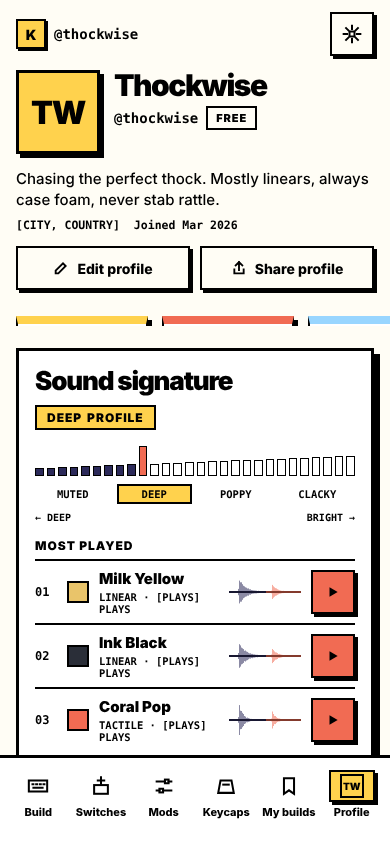 K @thockwise
TW
Thockwise
@thockwise FREE
Chasing the perfect thock. Mostly linears, always
case foam, never stab rattle.
[CITY, COUNTRY] Joined Mar 2026
Edit profile
Share profile
Sound signature
DEEP PROFILE
MUTED DEEP POPPY CLACKY
← DEEP BRIGHT →
MOST PLAYED
01 Milk Yellow
LINEAR · [PLAYS]
PLAYS
02 Ink Black
LINEAR · [PLAYS]
PLAYS
03 Coral Pop
TACTILE · [PLAYS]
PLAYS
TW
Build Switches Mods Keycaps My builds Profile